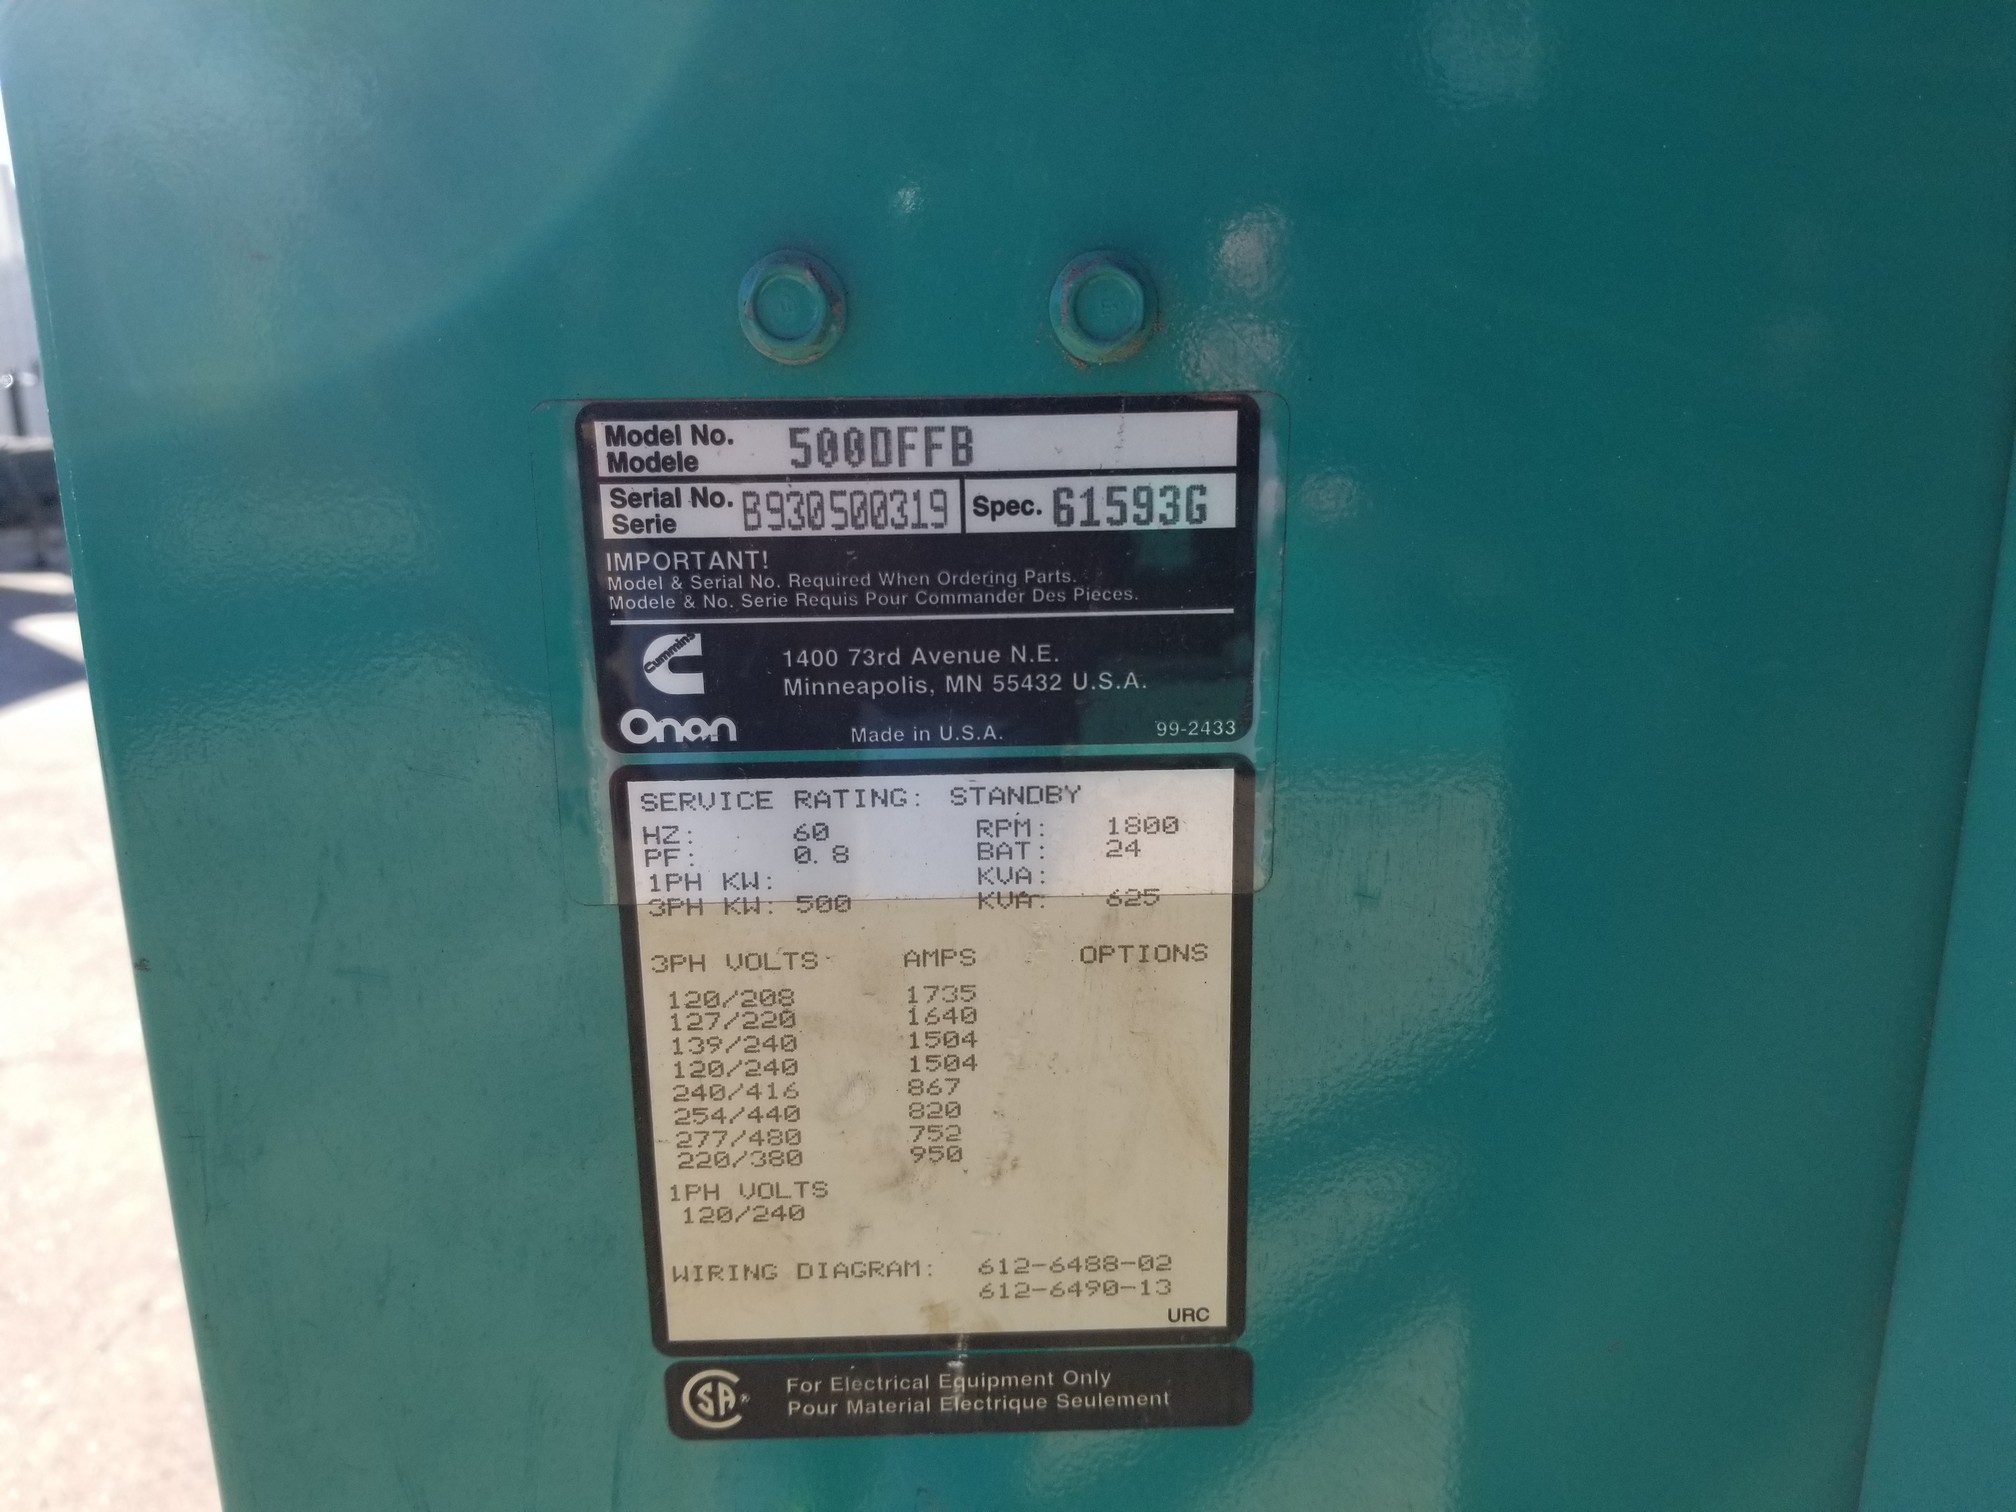 Model No. 500DFFB
Modele
Serial No. B930500319 Spec. 61593G
Serie
IMPORTANT!
Model & Serial No. Required When Ordering Parts.
Modele & No. Serie Requis Pour Commander Des Pieces.
Cummins
1400 73rd Avenue N.E.
Minneapolis, MN 55432 U.S.A.
Onan Made in U.S.A. 99-2433
SERVICE RATING: STANDBY
HZ: 60 RPM: 1800
PF: 0.8 BAT: 24
1PH KW: KVA:
3PH KW: 500 KVA: 625
3PH VOLTS AMPS OPTIONS
120/208 1735
127/220 1640
139/240 1504
120/240 1504
240/416 867
254/440 820
277/480 752
220/380 950
1PH VOLTS
120/240
WIRING DIAGRAM: 612-6488-02
612-6490-13
URC
CSA® For Electrical Equipment Only
Pour Material Electrique Seulement